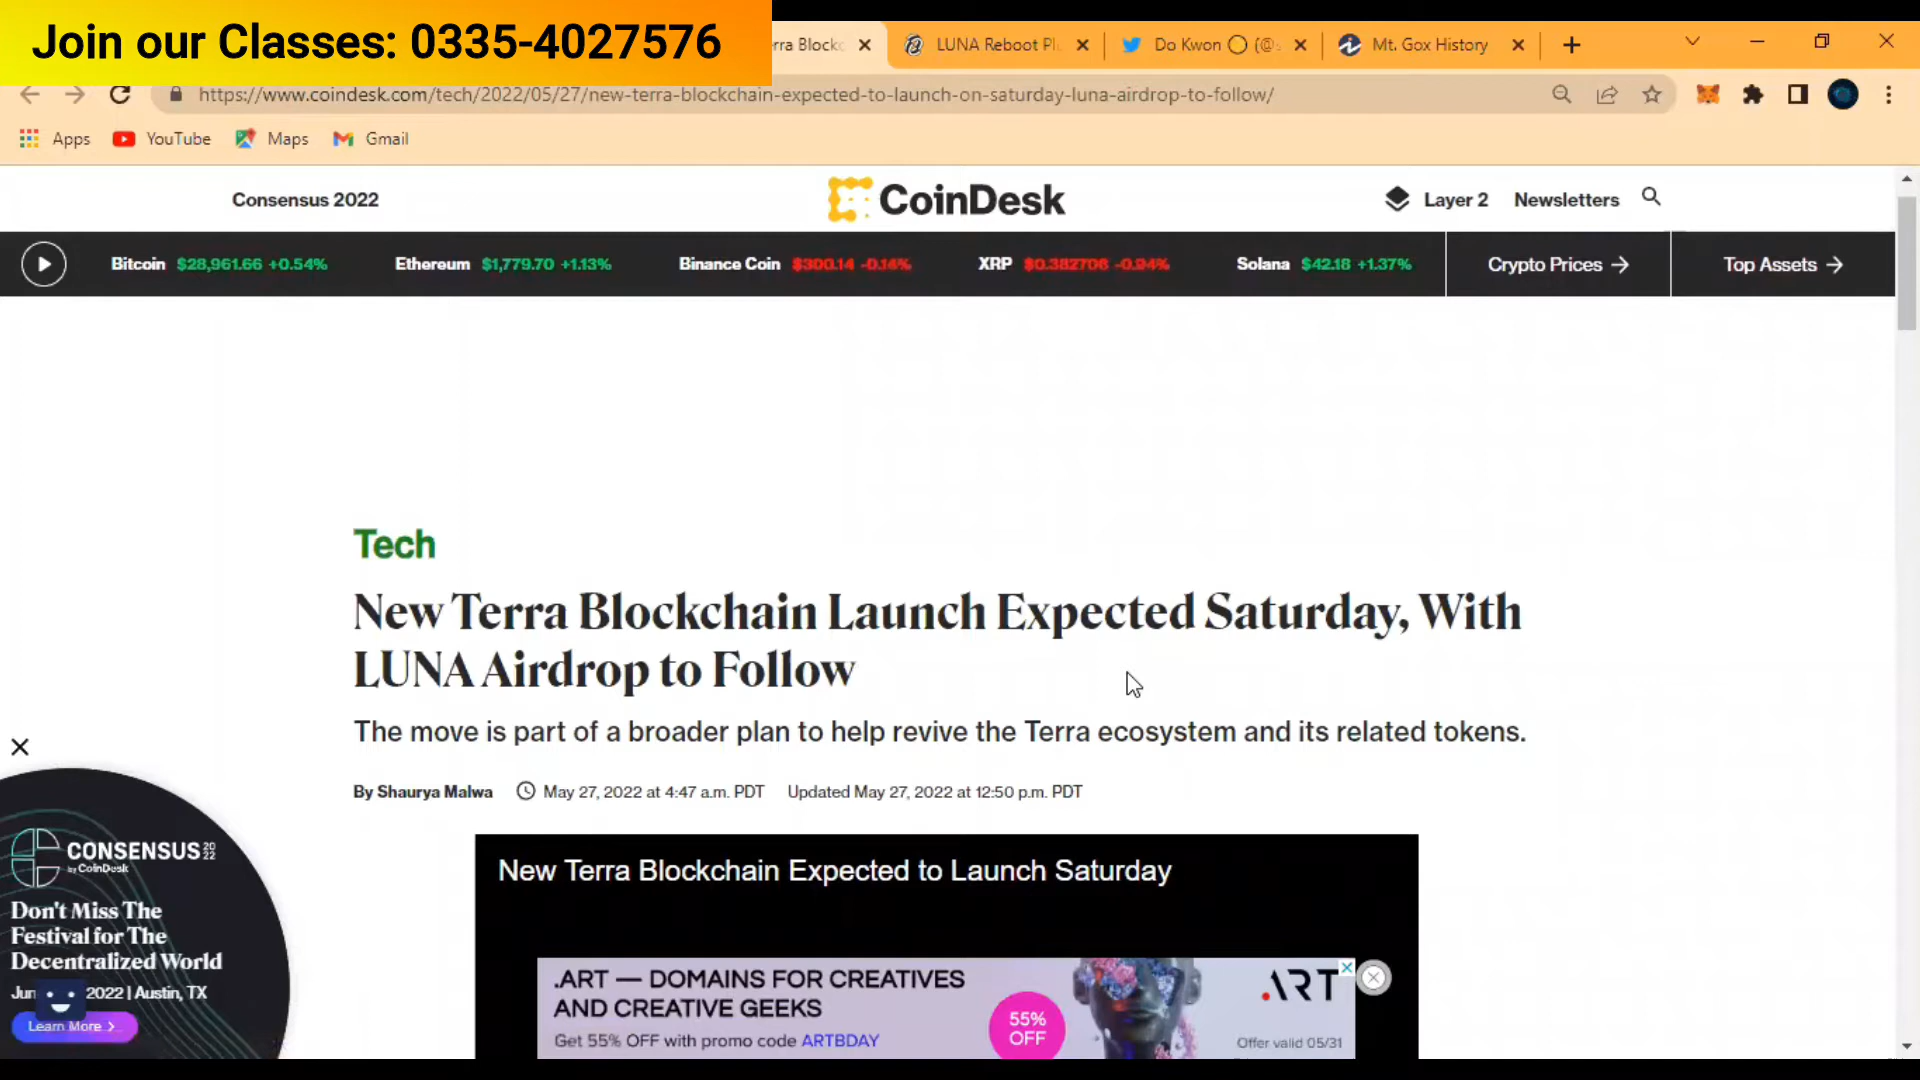 Join our Classes: 0335-4027576
rra Blockc
LUNA Reboot Pl
Do Kwon
Mt. Gox History
https://www.coindesk.com/tech/2022/05/27/new-terra-blockchain-expected-to-launch-on-saturday-luna-airdrop-to-follow/
Apps YouTube Maps Gmail
Consensus 2022
CoinDesk
Layer 2 Newsletters
Bitcoin $28,961.66 +0.54% Ethereum $1,779.70 +1.13% Binance Coin $300.14 -0.14% XRP $0.382706 -0.94% Solana $42.18 +1.37% Crypto Prices → Top Assets →
Tech
New Terra Blockchain Launch Expected Saturday, With
LUNA Airdrop to Follow
The move is part of a broader plan to help revive the Terra ecosystem and its related tokens.
By Shaurya Malwa May 27, 2022 at 4:47 a.m. PDT Updated May 27, 2022 at 12:50 p.m. PDT
CONSENSUS 2022
by CoinDesk
Don't Miss The
Festival for The
Decentralized World
2022 | Austin, TX
Learn More >
New Terra Blockchain Expected to Launch Saturday
.ART — DOMAINS FOR CREATIVES
AND CREATIVE GEEKS
Get 55% OFF with promo code ARTBDAY
55%
OFF
.ART
Offer valid 05/31